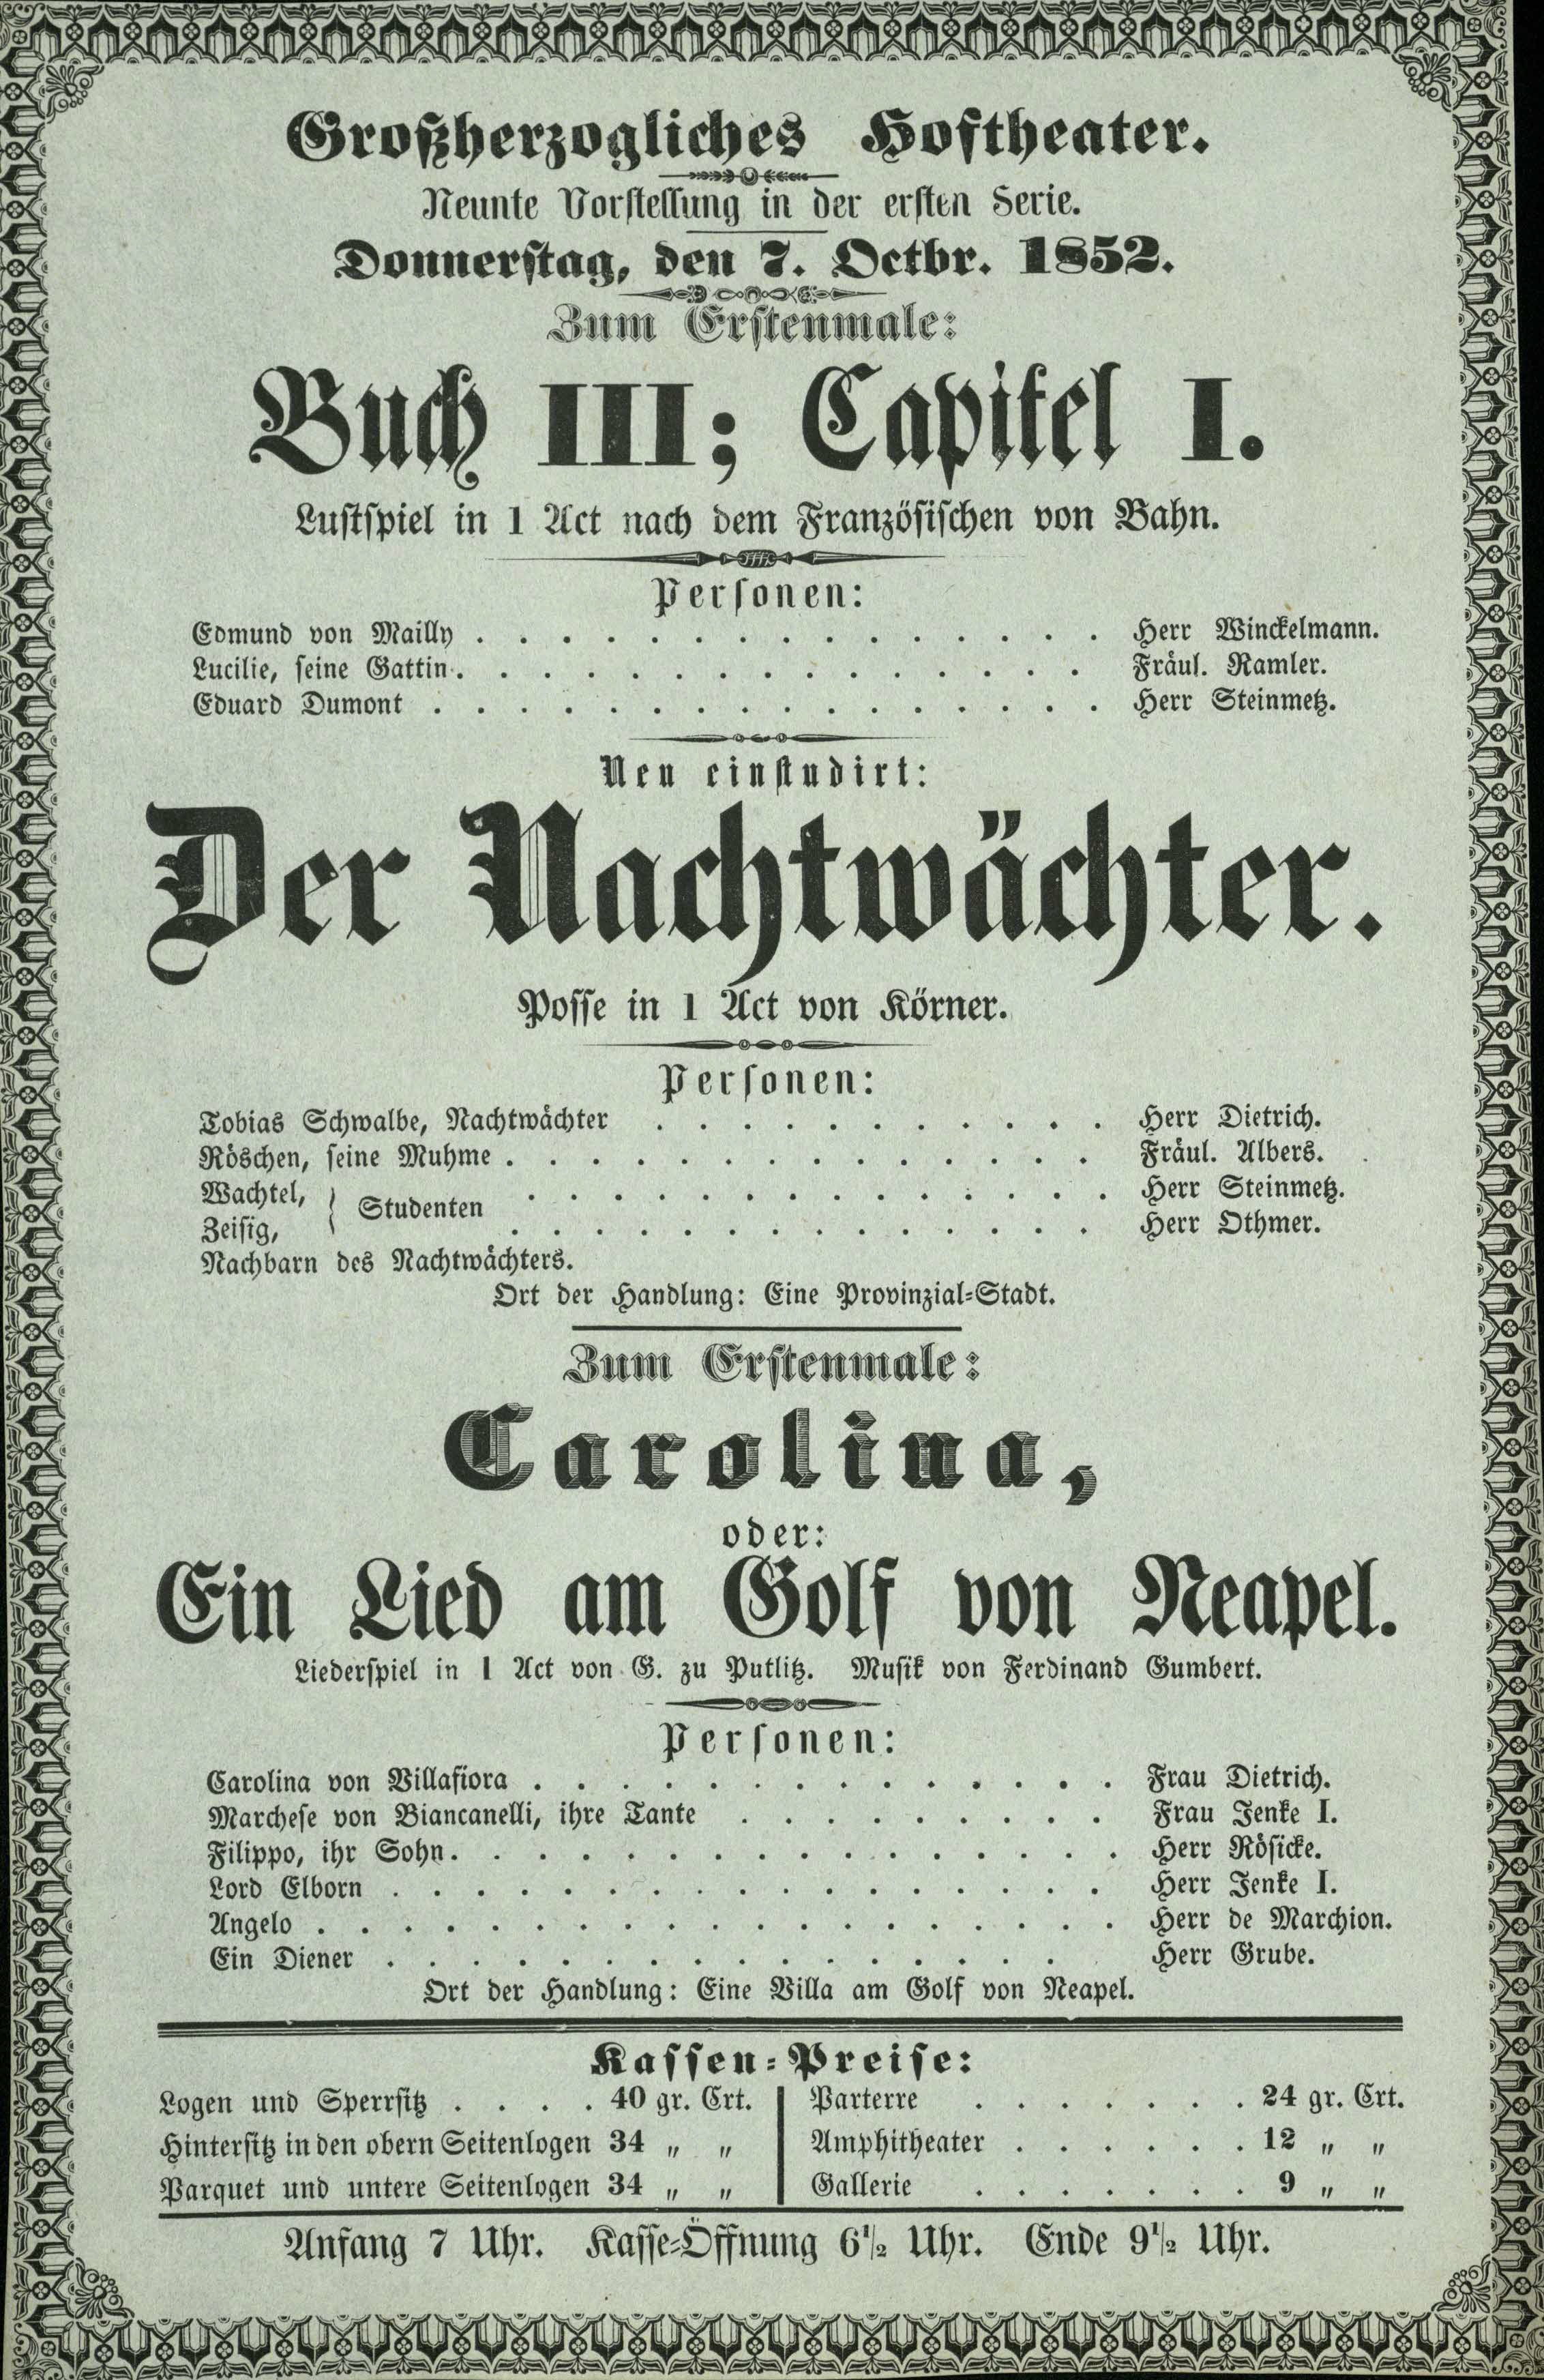 Großherzogliches Hoftheater.
Neunte Vorstellung in der ersten Serie.
Donnerstag, den 7. Octbr. 1852.
Zum Erstenmale:
Buch III; Capitel I.
Lustspiel in 1 Act nach dem Französischen von Bahn.
Personen:
Edmund von Mailly . . . . . . . . . . . . . . . Herr Winckelmann.
Lucilie, seine Gattin . . . . . . . . . . . . . . . Fräul. Ramler.
Eduard Dumont . . . . . . . . . . . . . . . . Herr Steinmetz.
Neu einstudirt:
Der Nachtwächter.
Posse in 1 Act von Körner.
Personen:
Tobias Schwalbe, Nachtwächter . . . . . . . . . . . Herr Dietrich.
Röschen, seine Muhme . . . . . . . . . . . . . . Fräul. Albers.
Wachtel, } Studenten . . . . . . . . . . . . . . Herr Steinmetz.
Zeisig, . . . . . . . . . . . . . . Herr Othmer.
Nachbarn des Nachtwächters.
Ort der Handlung: Eine Provinzial-Stadt.
Zum Erstenmale:
Carolina,
oder:
Ein Lied am Golf von Neapel.
Liederspiel in 1 Act von G. zu Putlitz. Musik von Ferdinand Gumbert.
Personen:
Carolina von Villafiora . . . . . . . . . . . . . . Frau Dietrich.
Marchese von Biancanelli, ihre Tante . . . . . . . . . Frau Jenke I.
Filippo, ihr Sohn . . . . . . . . . . . . . . . . Herr Rösicke.
Lord Elborn . . . . . . . . . . . . . . . . . Herr Jenke I.
Angelo . . . . . . . . . . . . . . . . . . . Herr de Marchion.
Ein Diener . . . . . . . . . . . . . . . . Herr Grube.
Ort der Handlung: Eine Villa am Golf von Neapel.
Kassen-Preise:
Logen und Sperrsitz . . . . 40 gr. Crt. Parterre . . . . . . . 24 gr. Crt.
Hintersitz in den obern Seitenlogen 34 „ „ Amphitheater . . . . . . 12 „ „
Parquet und untere Seitenlogen 34 „ „ Gallerie . . . . . . . 9 „ „
Anfang 7 Uhr. Kasse-Öffnung 6½ Uhr. Ende 9½ Uhr.